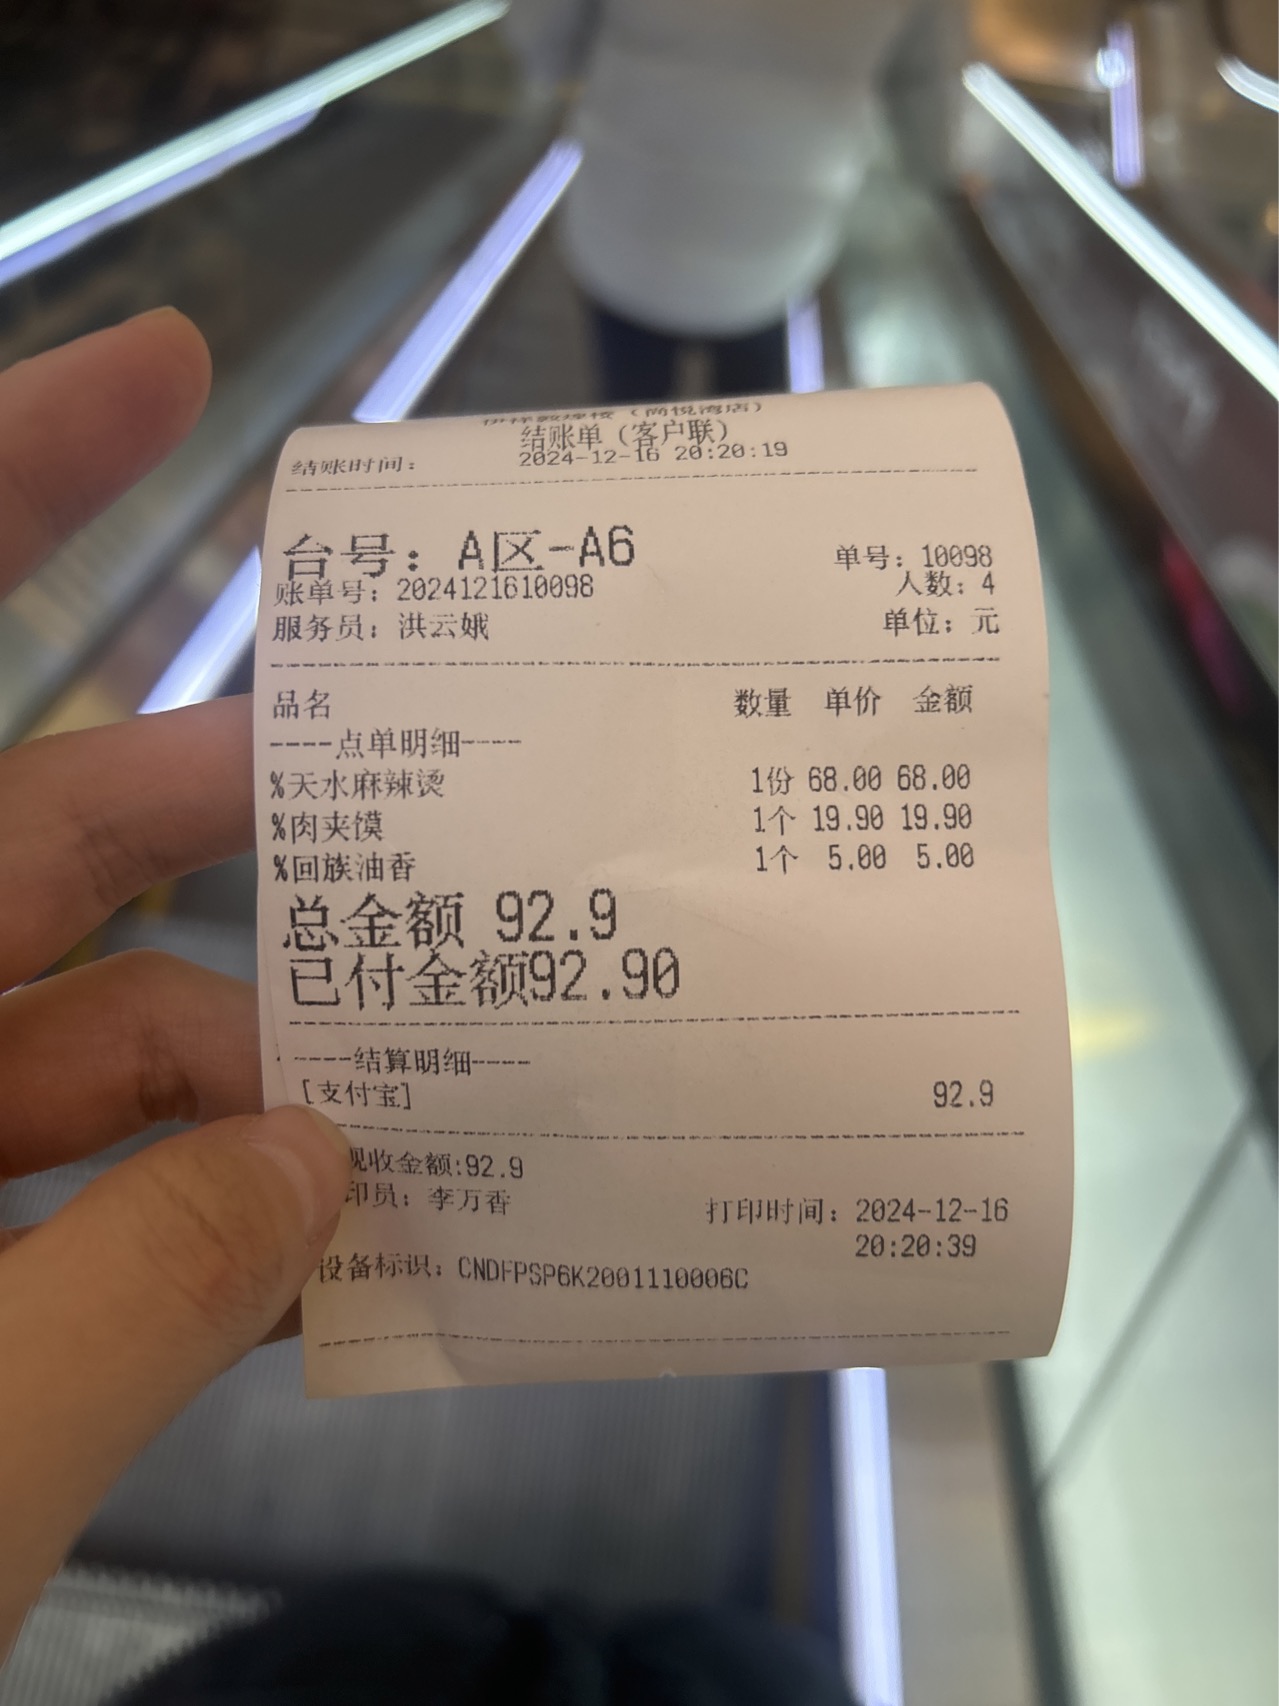 (尚悦湾店)
结账单(客户联)
结账时间: 2024-12-16 20:20:19
台号: A区-A6 单号: 10098
账单号: 2024121610098 人数: 4
服务员: 洪云娥 单位: 元
品名 数量 单价 金额
----点单明细----
%天水麻辣烫 1份 68.00 68.00
%肉夹馍 1个 19.90 19.90
%回族油香 1个 5.00 5.00
总金额 92.9
已付金额92.90
----结算明细----
[支付宝] 92.9
现收金额:92.9
印员: 李万香 打印时间: 2024-12-16
20:20:39
设备标识: CNDFPSP6K2001110006C